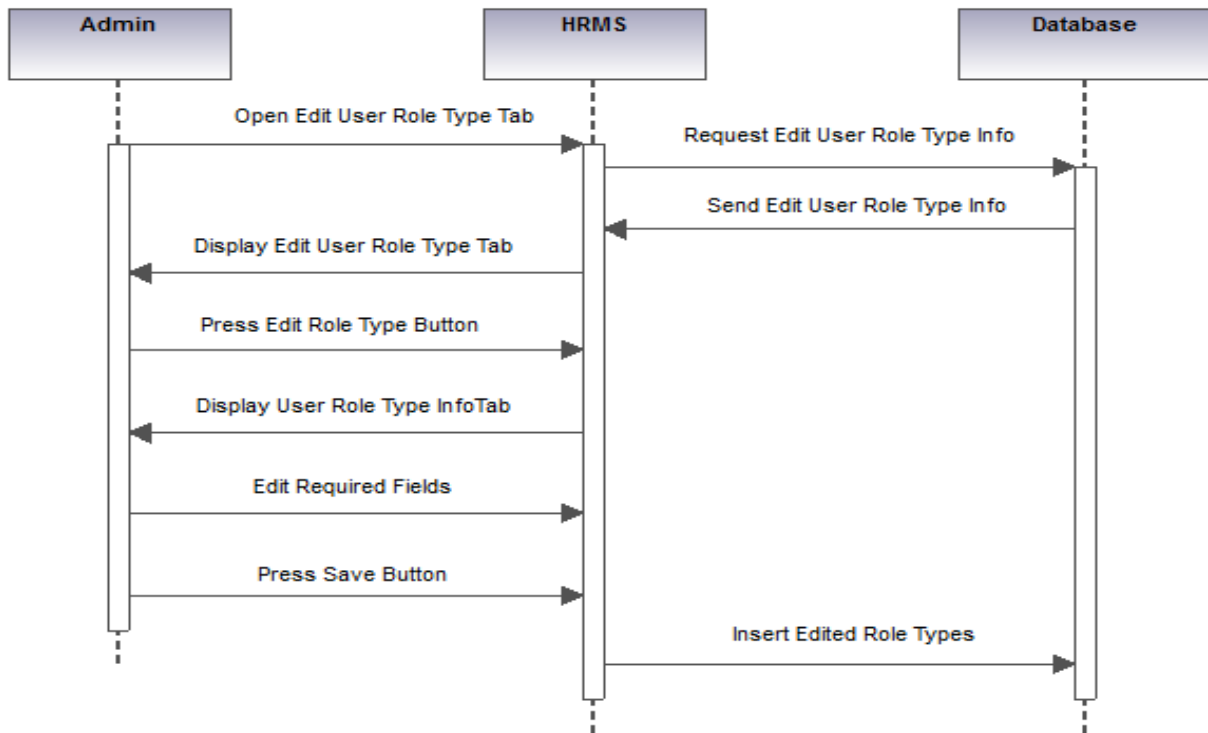 Admin
HRMS
Database
Open Edit User Role Type Tab
Request Edit User Role Type Info
Send Edit User Role Type Info
Display Edit User Role Type Tab
Press Edit Role Type Button
Display User Role Type InfoTab
Edit Required Fields
Press Save Button
Insert Edited Role Types